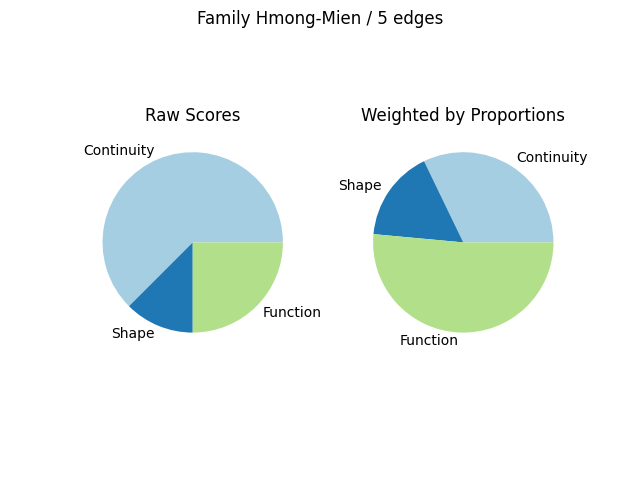 Family Hmong-Mien / 5 edges
Raw Scores
Continuity
Shape
Function
Weighted by Proportions
Continuity
Shape
Function